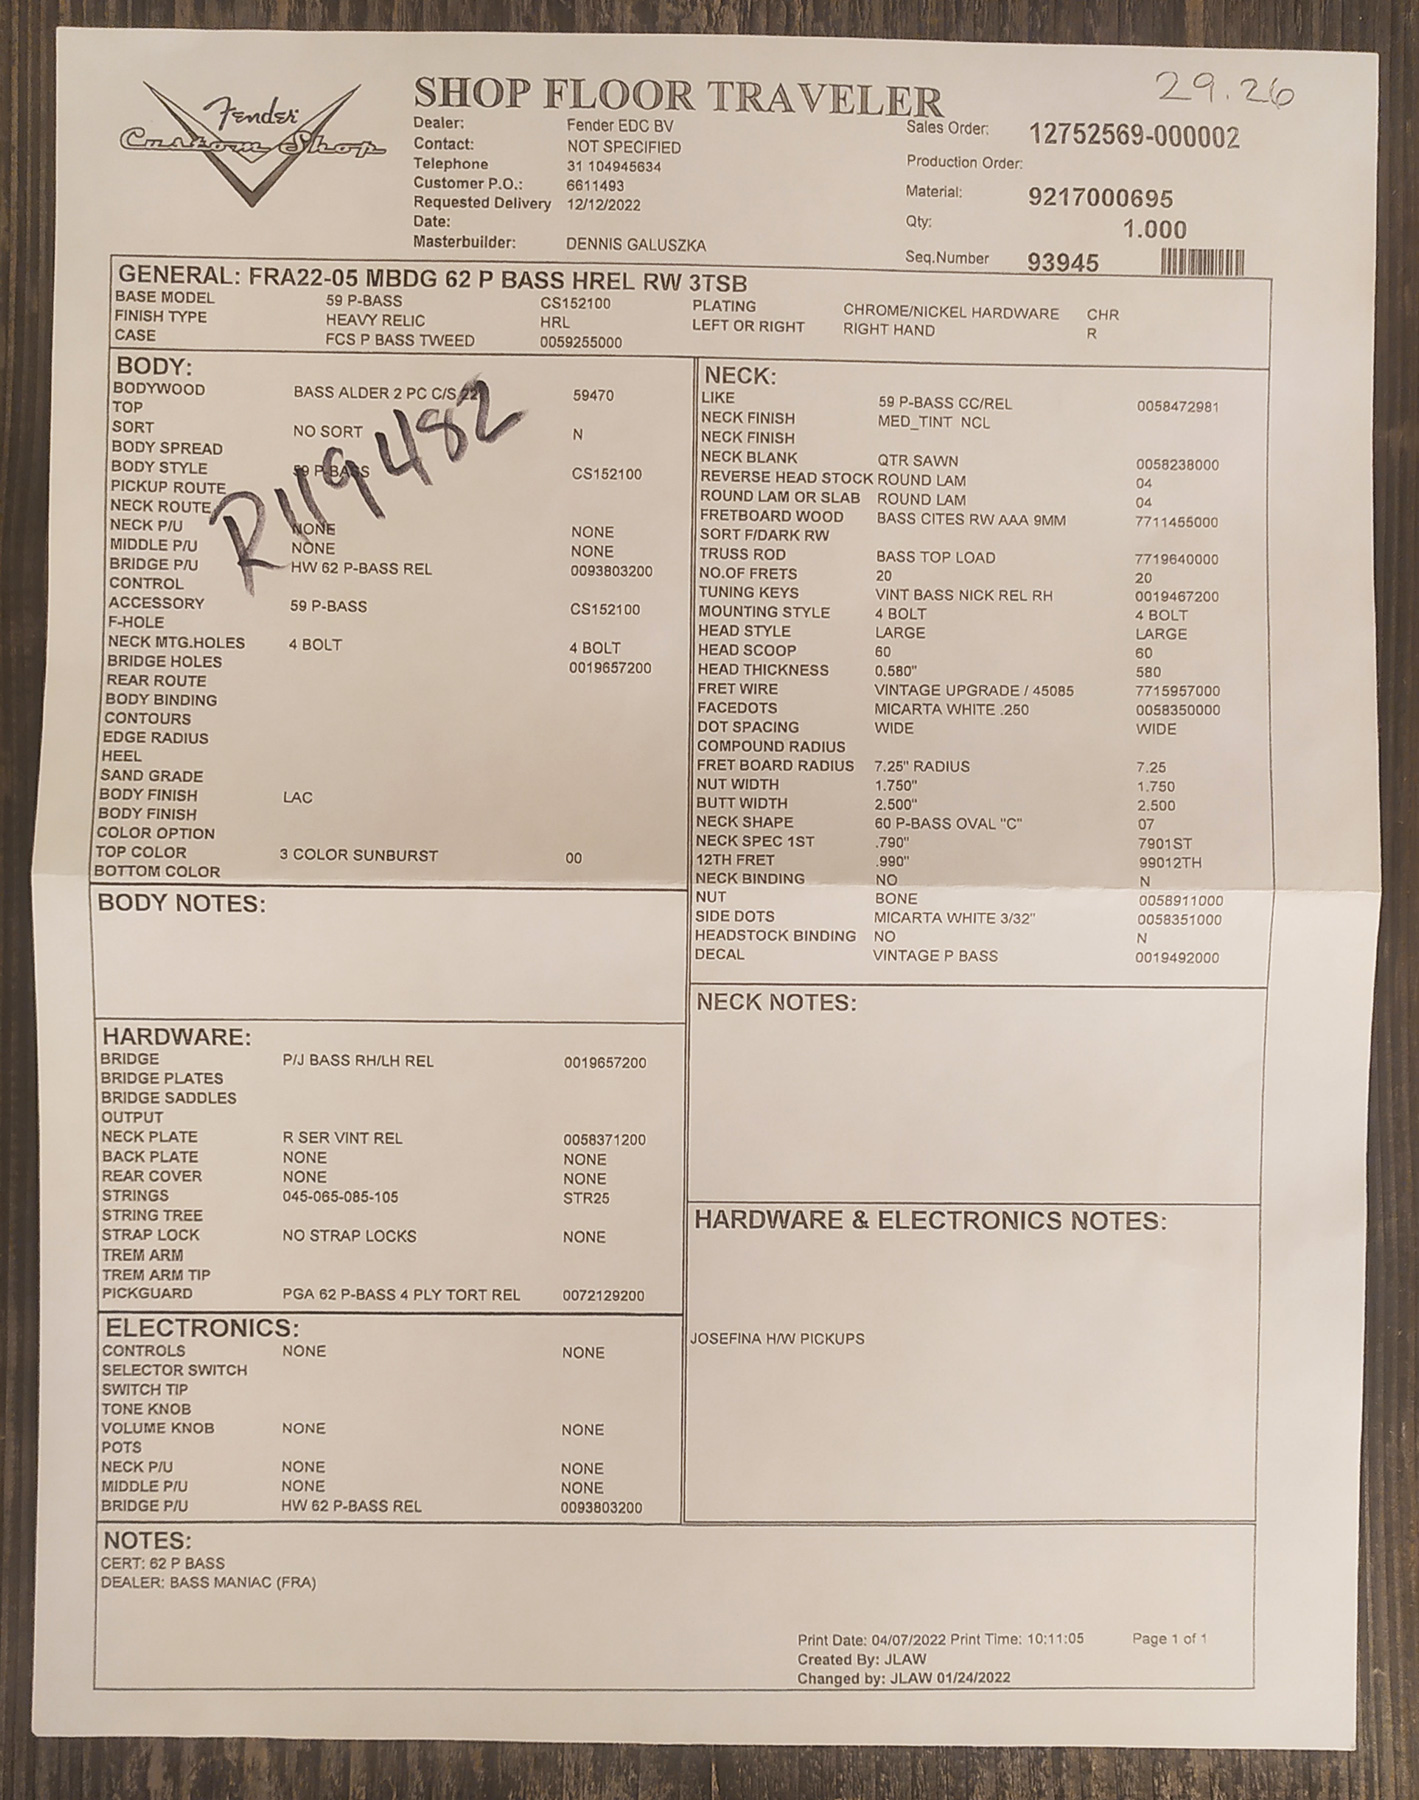 29.26
Fender
Custom Shop
SHOP FLOOR TRAVELER
Dealer: Fender EDC BV
Contact: NOT SPECIFIED
Telephone 31 104945634
Customer P.O.: 6611493
Requested Delivery Date: 12/12/2022
Masterbuilder: DENNIS GALUSZKA
Sales Order: 12752569-000002
Production Order:
Material: 9217000695
Qty: 1.000
Seq.Number 93945
GENERAL: FRA22-05 MBDG 62 P BASS HREL RW 3TSB
BASE MODEL 59 P-BASS CS152100
FINISH TYPE HEAVY RELIC HRL
CASE FCS P BASS TWEED 0059255000
PLATING CHROME/NICKEL HARDWARE CHR
LEFT OR RIGHT RIGHT HAND R
BODY:
BODYWOOD BASS ALDER 2 PC C/S 22 59470
TOP
SORT NO SORT N
BODY SPREAD
BODY STYLE 59 P-BASS CS152100
PICKUP ROUTE
NECK ROUTE
NECK P/U NONE NONE
MIDDLE P/U NONE NONE
BRIDGE P/U HW 62 P-BASS REL 0093803200
CONTROL
ACCESSORY 59 P-BASS CS152100
F-HOLE
NECK MTG.HOLES 4 BOLT 4 BOLT
BRIDGE HOLES 0019657200
REAR ROUTE
BODY BINDING
CONTOURS
EDGE RADIUS
HEEL
SAND GRADE
BODY FINISH LAC
BODY FINISH
COLOR OPTION
TOP COLOR 3 COLOR SUNBURST 00
BOTTOM COLOR
R119482
BODY NOTES:
HARDWARE:
BRIDGE P/J BASS RH/LH REL 0019657200
BRIDGE PLATES
BRIDGE SADDLES
OUTPUT
NECK PLATE R SER VINT REL 0058371200
BACK PLATE NONE NONE
REAR COVER NONE NONE
STRINGS 045-065-085-105 STR25
STRING TREE
STRAP LOCK NO STRAP LOCKS NONE
TREM ARM
TREM ARM TIP
PICKGUARD PGA 62 P-BASS 4 PLY TORT REL 0072129200
ELECTRONICS:
CONTROLS NONE NONE
SELECTOR SWITCH
SWITCH TIP
TONE KNOB
VOLUME KNOB NONE NONE
POTS
NECK P/U NONE NONE
MIDDLE P/U NONE NONE
BRIDGE P/U HW 62 P-BASS REL 0093803200
NECK:
LIKE 59 P-BASS CC/REL 0058472981
NECK FINISH MED_TINT NCL
NECK FINISH
NECK BLANK QTR SAWN 0058238000
REVERSE HEAD STOCK ROUND LAM 04
ROUND LAM OR SLAB ROUND LAM 04
FRETBOARD WOOD BASS CITES RW AAA 9MM 7711455000
SORT F/DARK RW
TRUSS ROD BASS TOP LOAD 7719640000
NO.OF FRETS 20 20
TUNING KEYS VINT BASS NICK REL RH 0019467200
MOUNTING STYLE 4 BOLT 4 BOLT
HEAD STYLE LARGE LARGE
HEAD SCOOP 60 60
HEAD THICKNESS 0.580" 580
FRET WIRE VINTAGE UPGRADE / 45085 7715957000
FACEDOTS MICARTA WHITE .250 0058350000
DOT SPACING WIDE WIDE
COMPOUND RADIUS
FRET BOARD RADIUS 7.25" RADIUS 7.25
NUT WIDTH 1.750" 1.750
BUTT WIDTH 2.500" 2.500
NECK SHAPE 60 P-BASS OVAL "C" 07
NECK SPEC 1ST .790" 7901ST
12TH FRET .990" 99012TH
NECK BINDING NO N
NUT BONE 0058911000
SIDE DOTS MICARTA WHITE 3/32" 0058351000
HEADSTOCK BINDING NO N
DECAL VINTAGE P BASS 0019492000
NECK NOTES:
HARDWARE & ELECTRONICS NOTES:
JOSEFINA H/W PICKUPS
NOTES:
CERT: 62 P BASS
DEALER: BASS MANIAC (FRA)
Print Date: 04/07/2022 Print Time: 10:11:05 Page 1 of 1
Created By: JLAW
Changed by: JLAW 01/24/2022